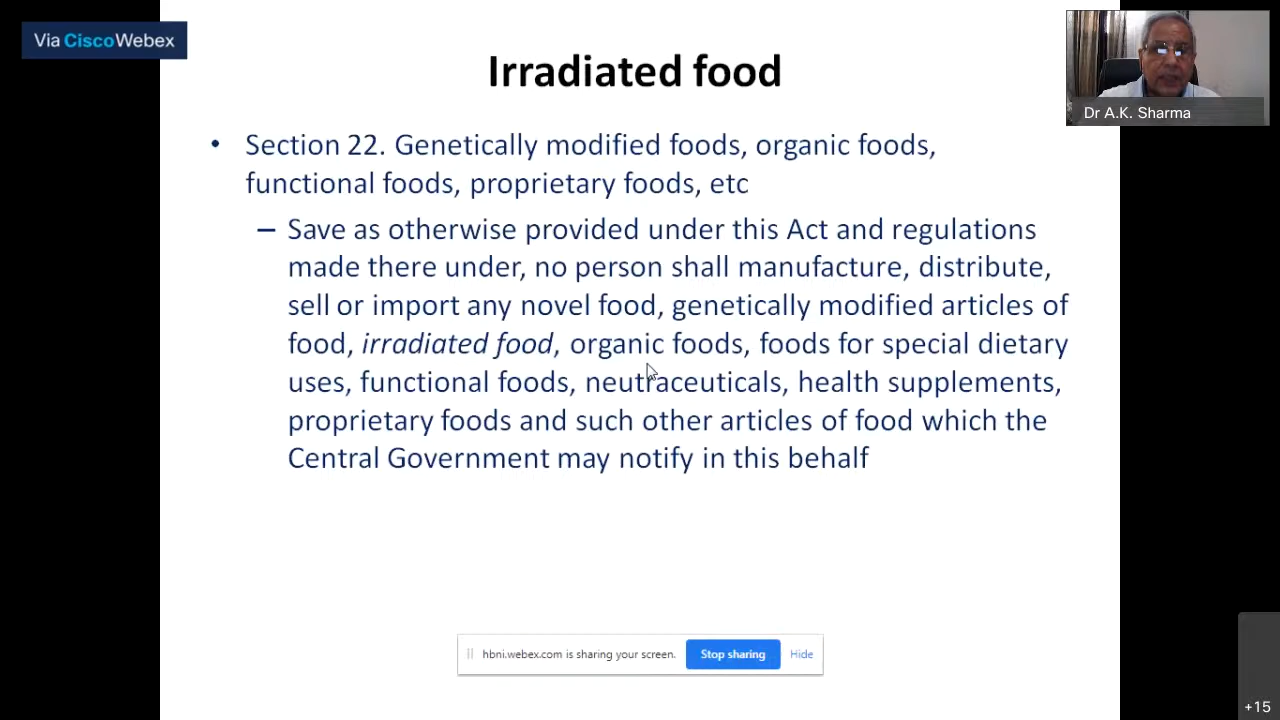 Via CiscoWebex
Irradiated food
Dr A.K. Sharma
• Section 22. Genetically modified foods, organic foods,
functional foods, proprietary foods, etc
– Save as otherwise provided under this Act and regulations
made there under, no person shall manufacture, distribute,
sell or import any novel food, genetically modified articles of
food, irradiated food, organic foods, foods for special dietary
uses, functional foods, neutraceuticals, health supplements,
proprietary foods and such other articles of food which the
Central Government may notify in this behalf
hbni.webex.com is sharing your screen. Stop sharing Hide
+15